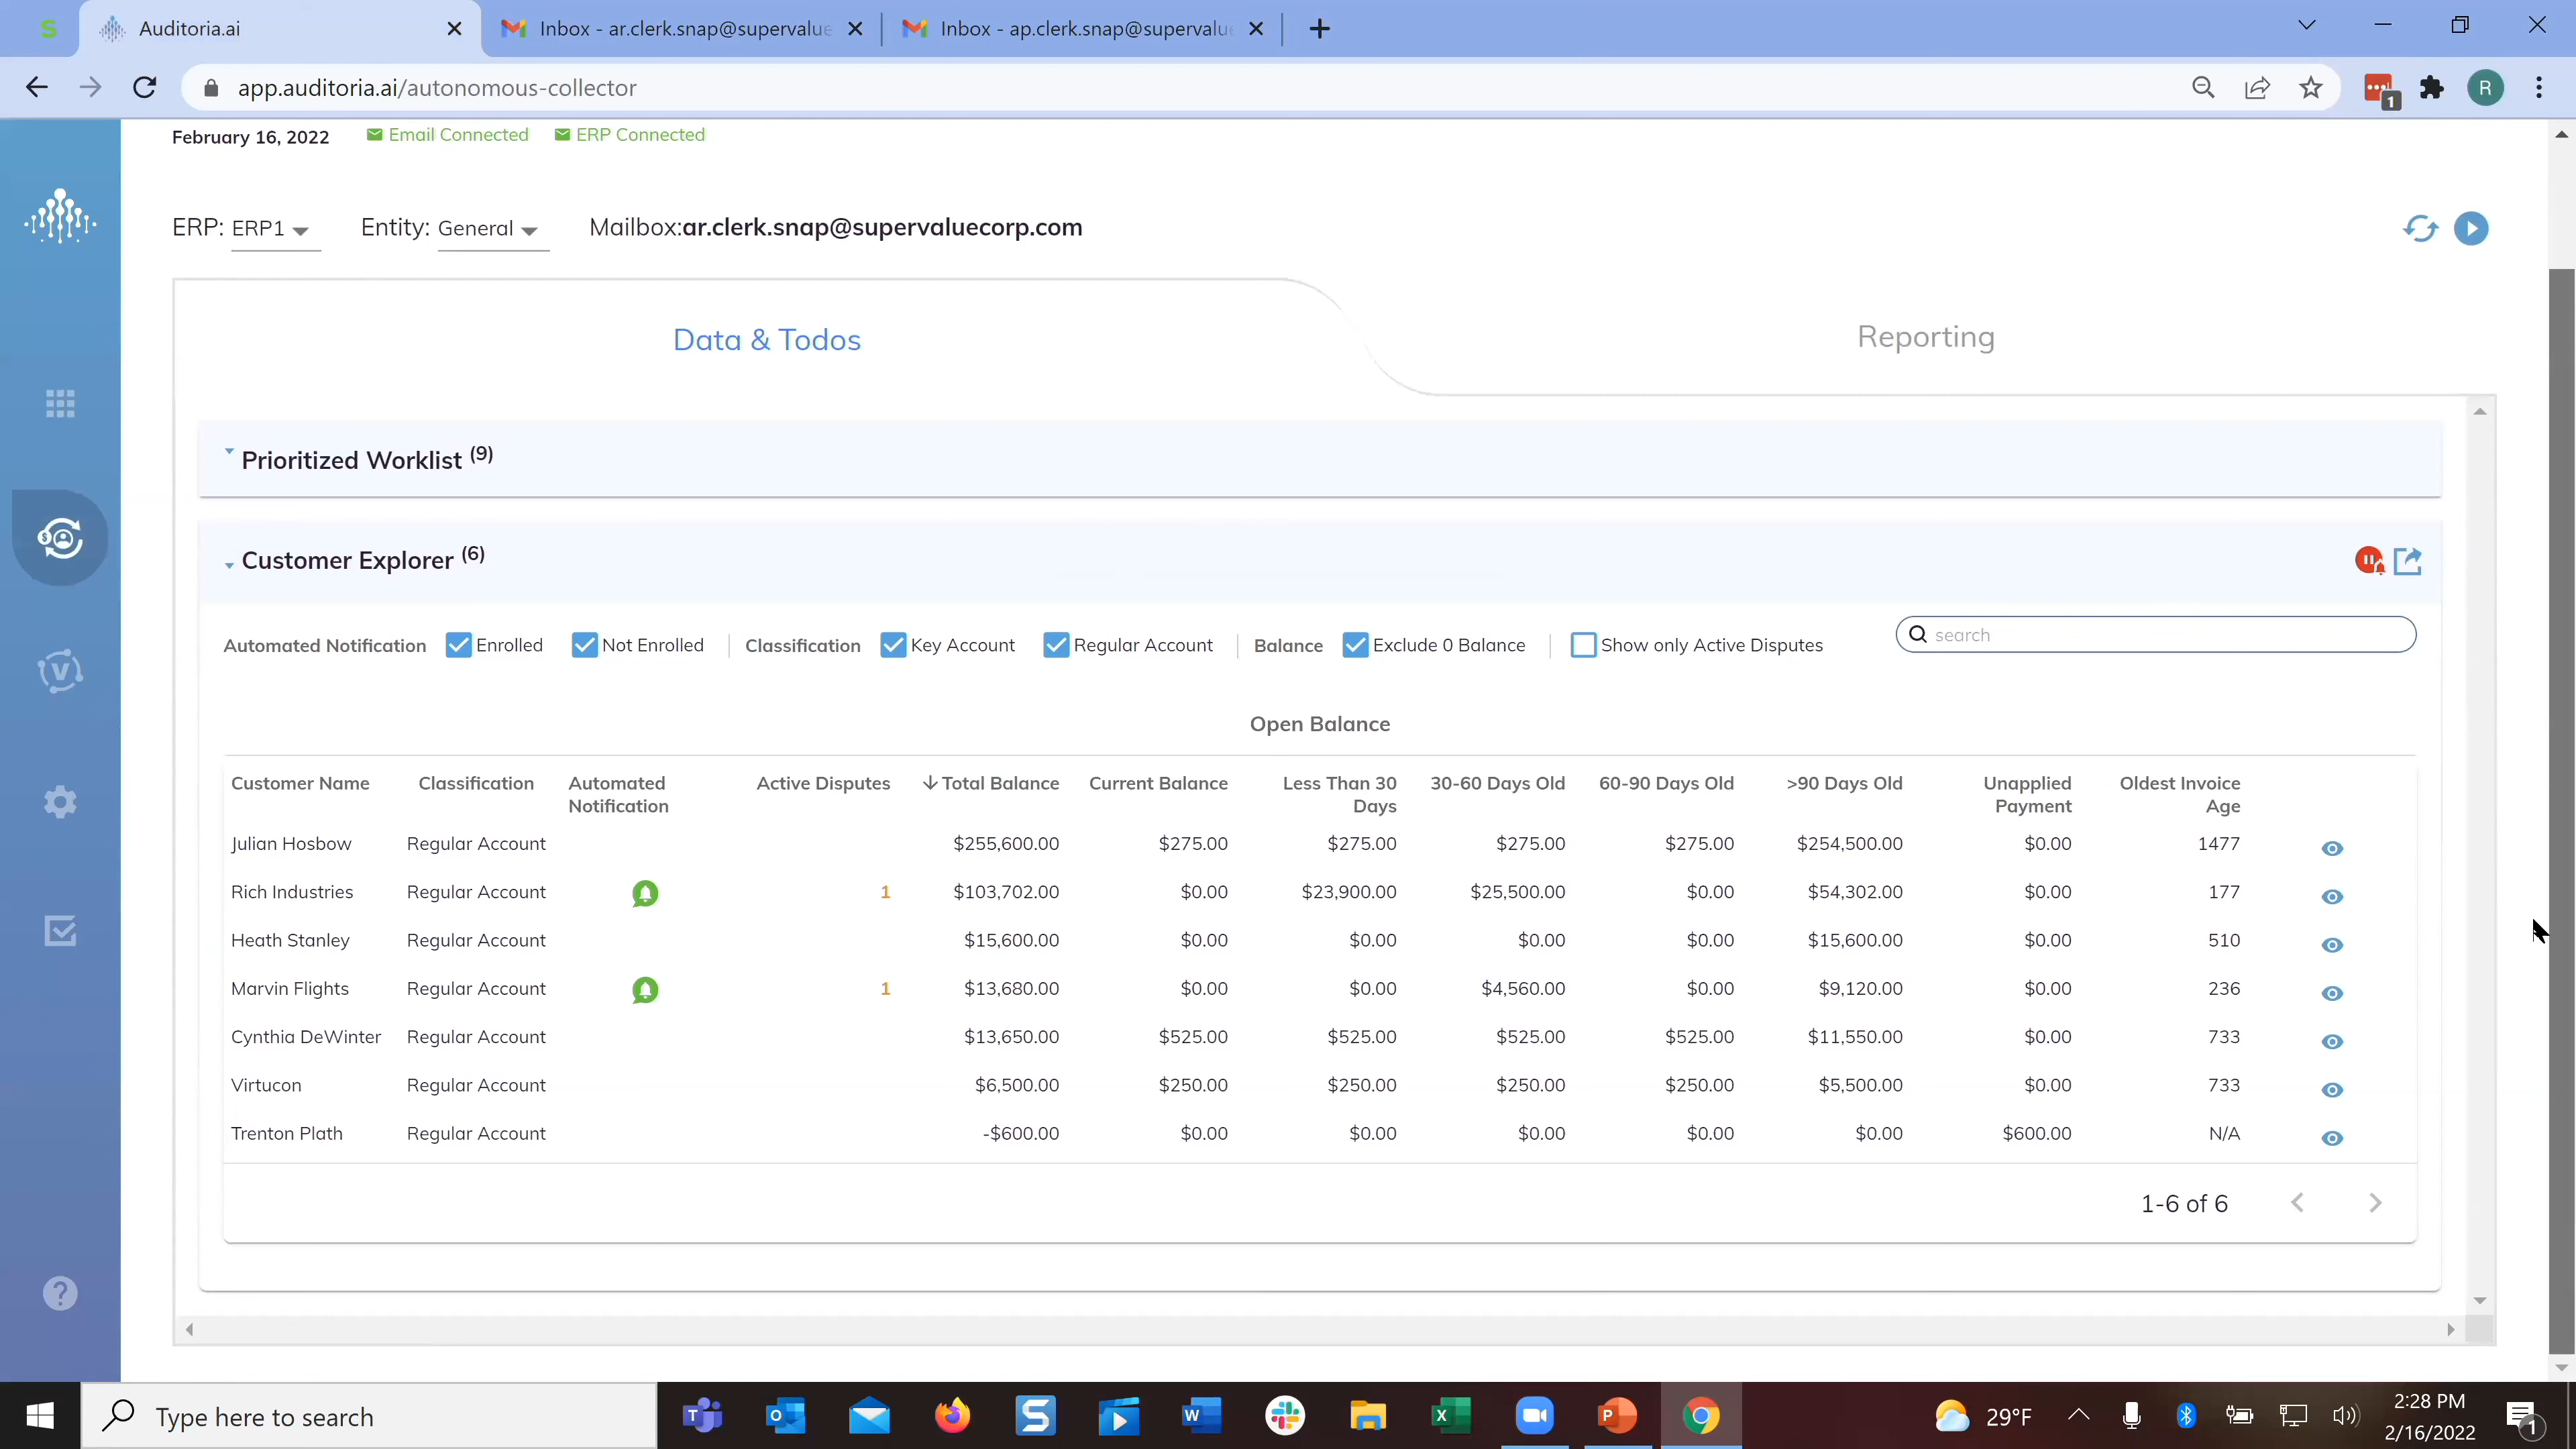 S Auditoria.ai Inbox - ar.clerk.snap@supervalue Inbox - ap.clerk.snap@supervalu
app.auditoria.ai/autonomous-collector 1 R
February 16, 2022 Email Connected ERP Connected
ERP: ERP1 Entity: General Mailbox:ar.clerk.snap@supervaluecorp.com
Data & Todos Reporting
Prioritized Worklist (9)
Customer Explorer (6)
Automated Notification Enrolled Not Enrolled Classification Key Account Regular Account Balance Exclude 0 Balance Show only Active Disputes search
Open Balance
Customer Name Classification Automated Active Disputes Total Balance Current Balance Less Than 30 30-60 Days Old 60-90 Days Old >90 Days Old Unapplied Oldest Invoice
Notification Days Payment Age
Julian Hosbow Regular Account $255,600.00 $275.00 $275.00 $275.00 $275.00 $254,500.00 $0.00 1477
Rich Industries Regular Account 1 $103,702.00 $0.00 $23,900.00 $25,500.00 $0.00 $54,302.00 $0.00 177
Heath Stanley Regular Account $15,600.00 $0.00 $0.00 $0.00 $0.00 $15,600.00 $0.00 510
Marvin Flights Regular Account 1 $13,680.00 $0.00 $0.00 $4,560.00 $0.00 $9,120.00 $0.00 236
Cynthia DeWinter Regular Account $13,650.00 $525.00 $525.00 $525.00 $525.00 $11,550.00 $0.00 733
Virtucon Regular Account $6,500.00 $250.00 $250.00 $250.00 $250.00 $5,500.00 $0.00 733
Trenton Plath Regular Account -$600.00 $0.00 $0.00 $0.00 $0.00 $0.00 $600.00 N/A
1-6 of 6
Type here to search 29°F 2:28 PM
2/16/2022 1